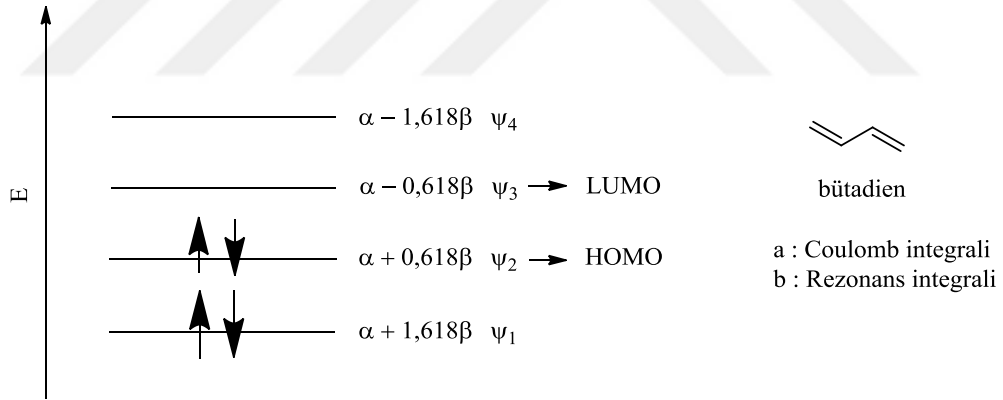 E
α – 1,618β ψ4
α – 0,618β ψ3 → LUMO
α + 0,618β ψ2 → HOMO
α + 1,618β ψ1
bütadien
a : Coulomb integrali
b : Rezonans integrali